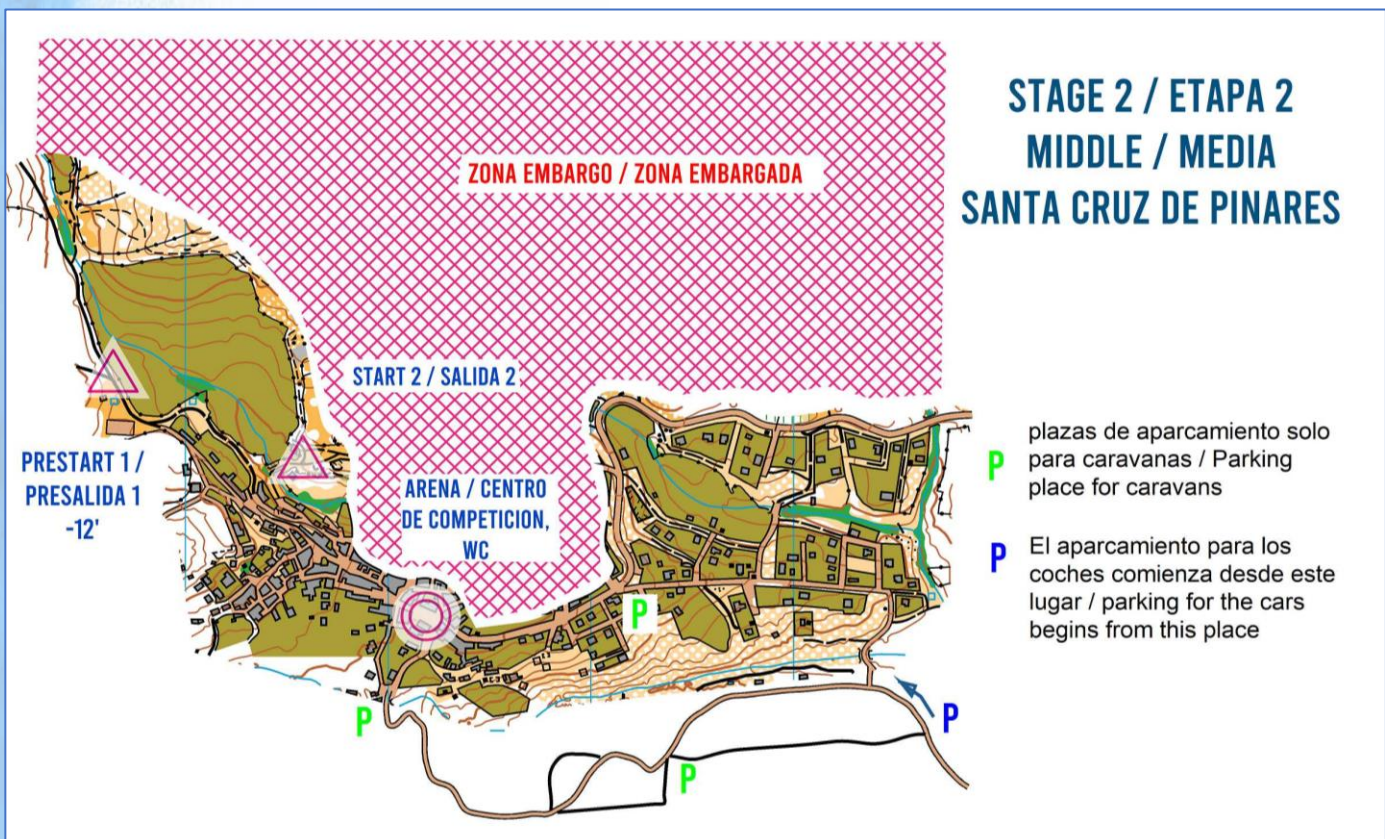 STAGE 2 / ETAPA 2
MIDDLE / MEDIA
SANTA CRUZ DE PINARES
ZONA EMBARGO / ZONA EMBARGADA
START 2 / SALIDA 2
PRESTART 1 /
PRESALIDA 1
-12'
ARENA / CENTRO
DE COMPETICION,
WC
P
plazas de aparcamiento solo
para caravanas / Parking
place for caravans
P
El aparcamiento para los
coches comienza desde este
lugar / parking for the cars
begins from this place
P
P
P
P